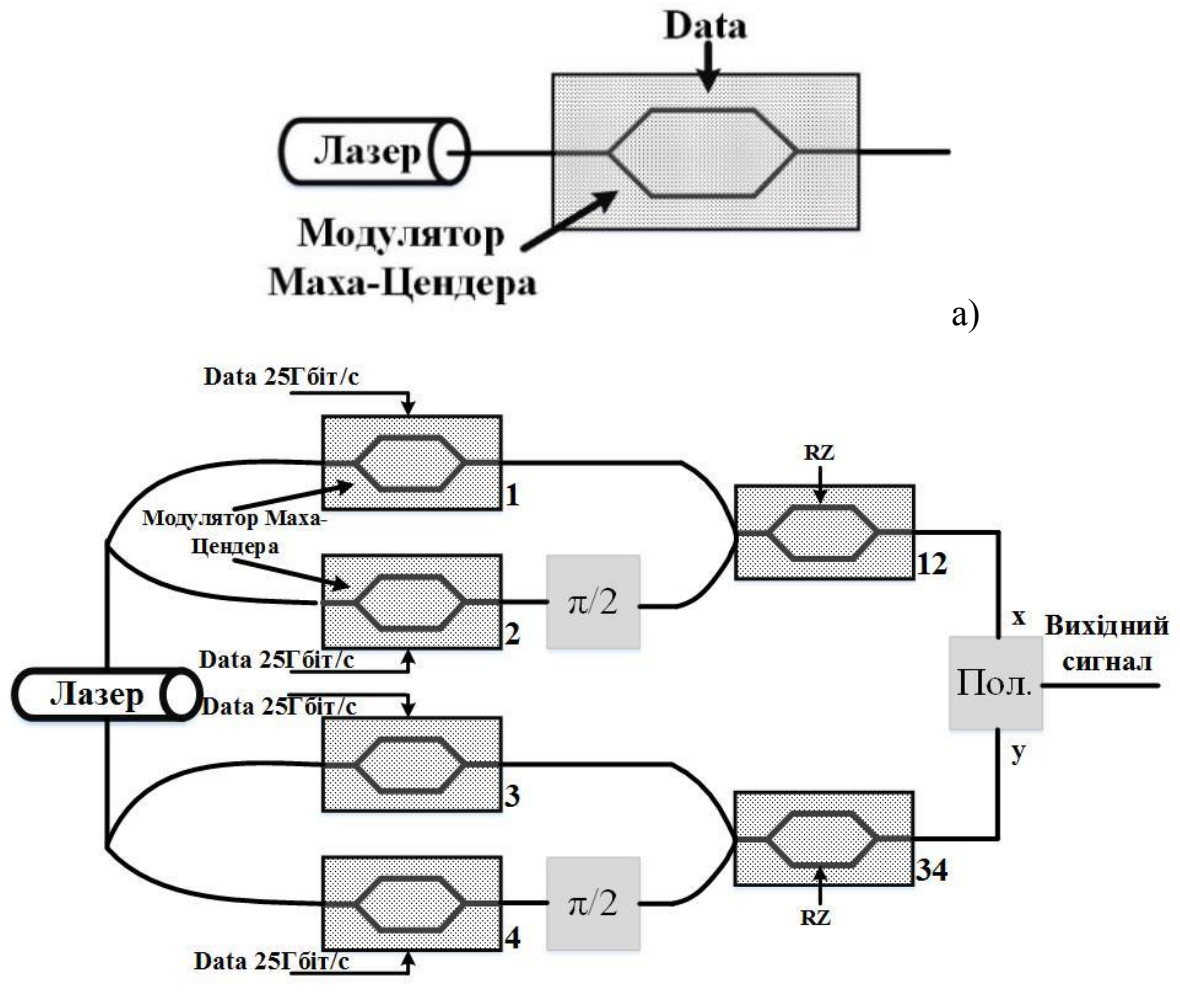 Data
Лазер
Модулятор
Маха-Цендера
а)
Data 25Гбіт/с
1
RZ
Модулятор Маха-
Цендера
12
π/2
2
x
Вихідний
сигнал
Data 25Гбіт/с
Лазер
Пол.
Data 25Гбіт/с
y
3
34
π/2
RZ
4
Data 25Гбіт/с